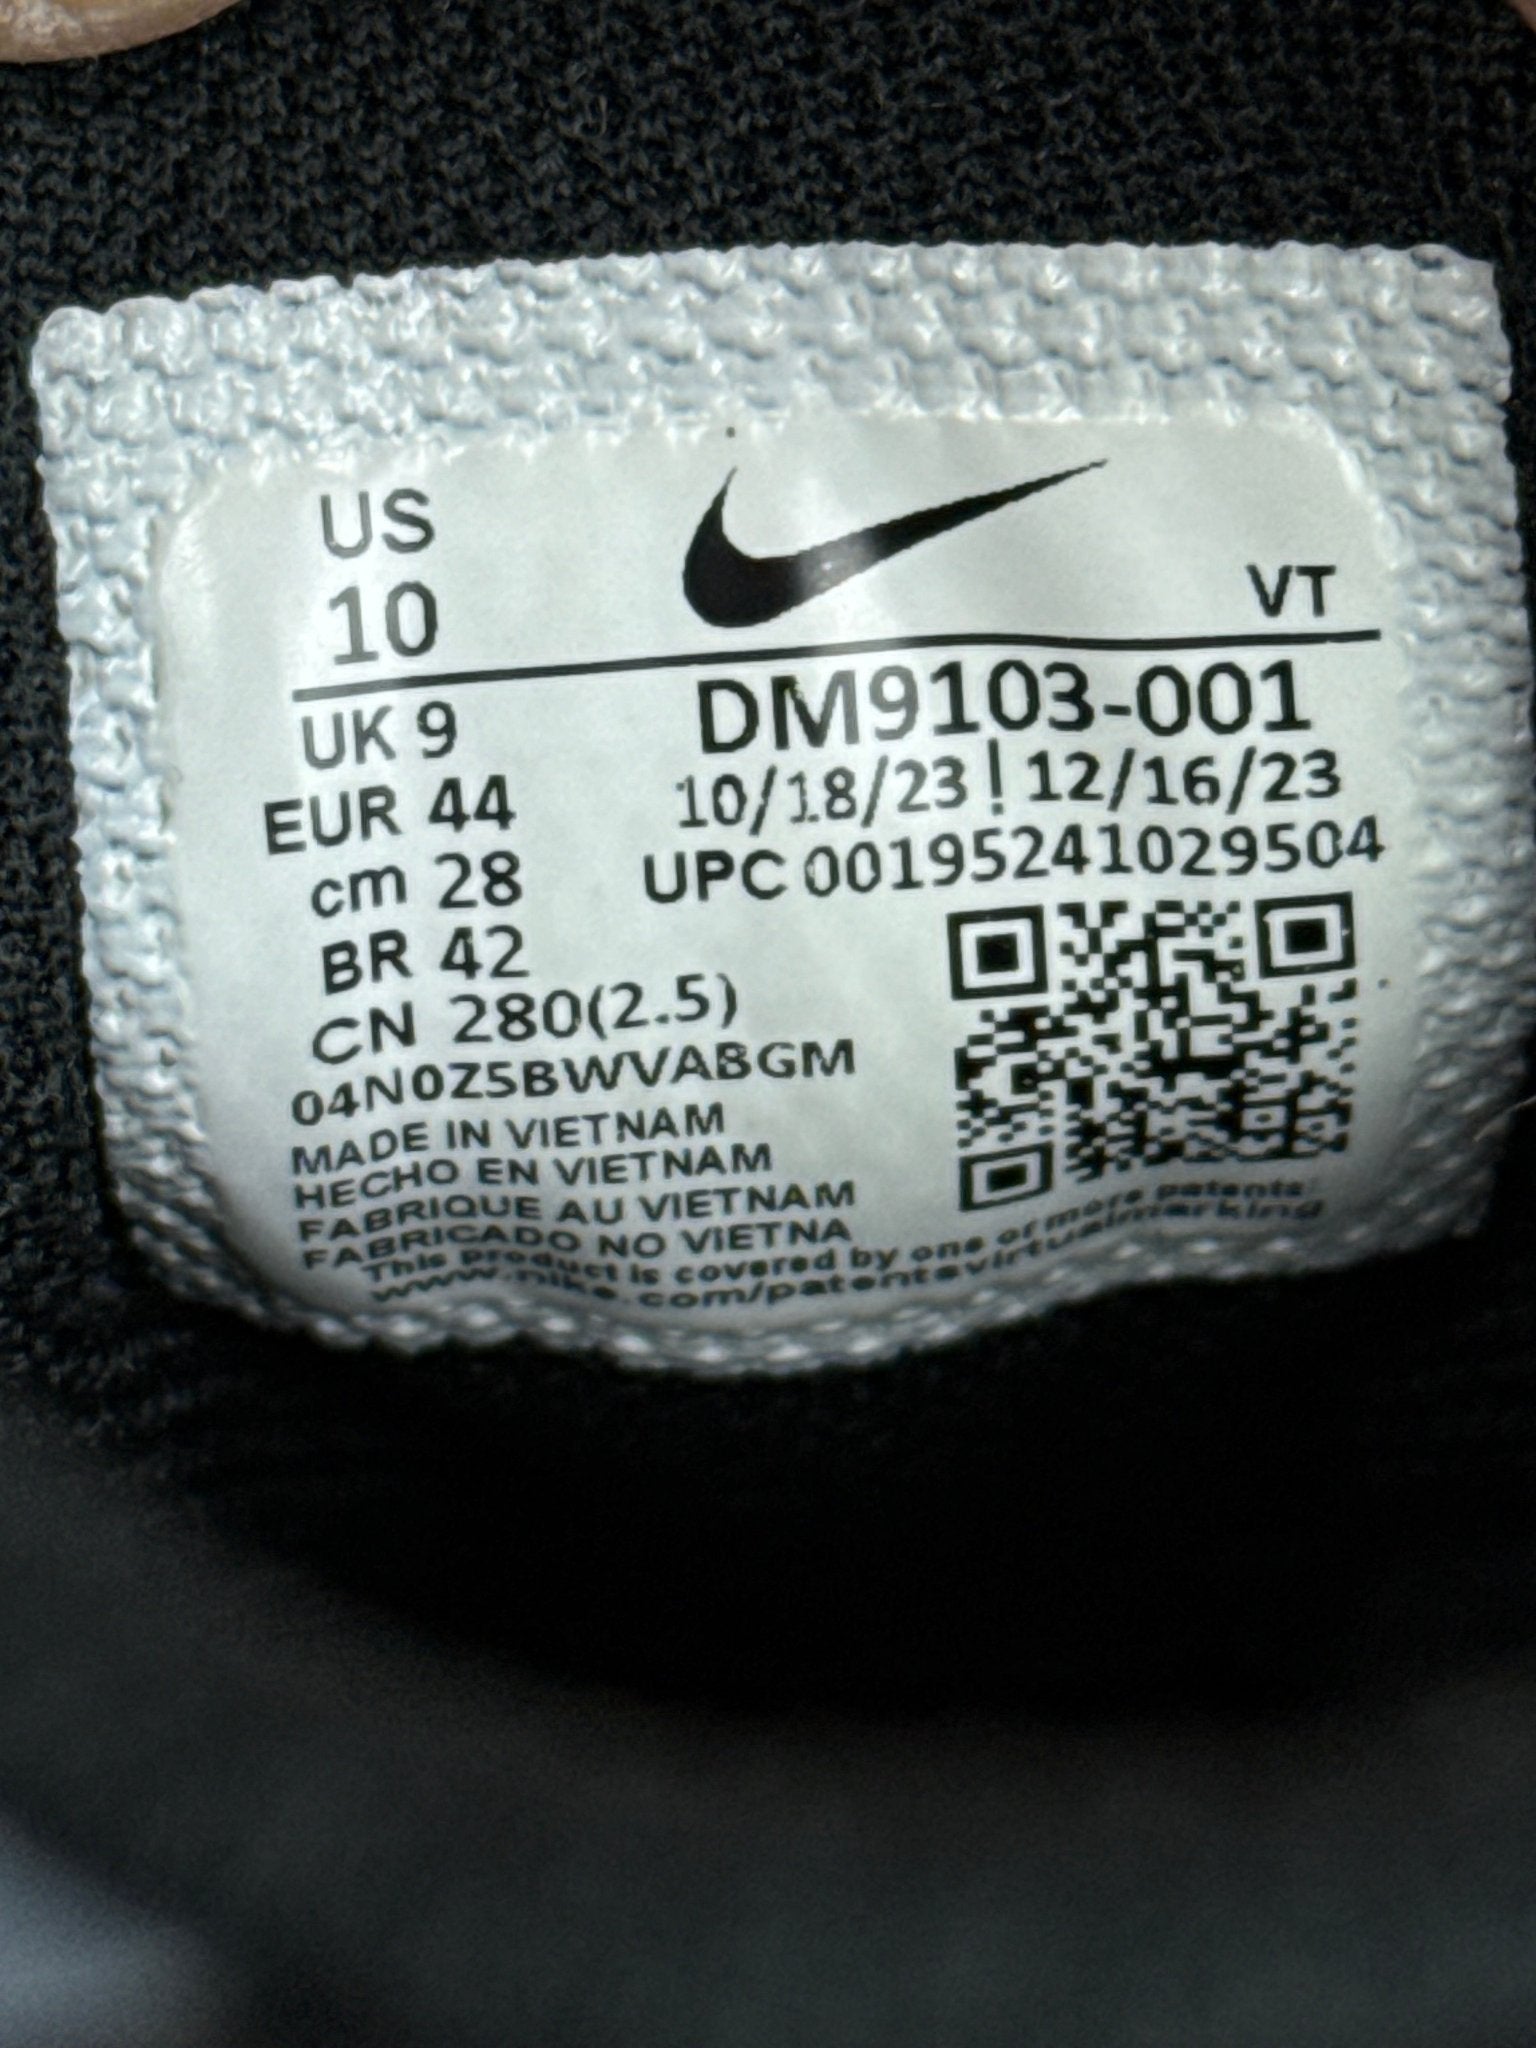 US
10
VT
UK 9
DM9103-001
EUR 44
10/18/23 | 12/16/23
cm 28
UPC 00195241029504
BR 42
CN 280(2.5)
04N0Z5BWVABGM
MADE IN VIETNAM
HECHO EN VIETNAM
FABRIQUE AU VIETNAM
FABRICADO NO VIETNA
This product is covered by one or more patents
www.nike.com/patentsvirtualmarking